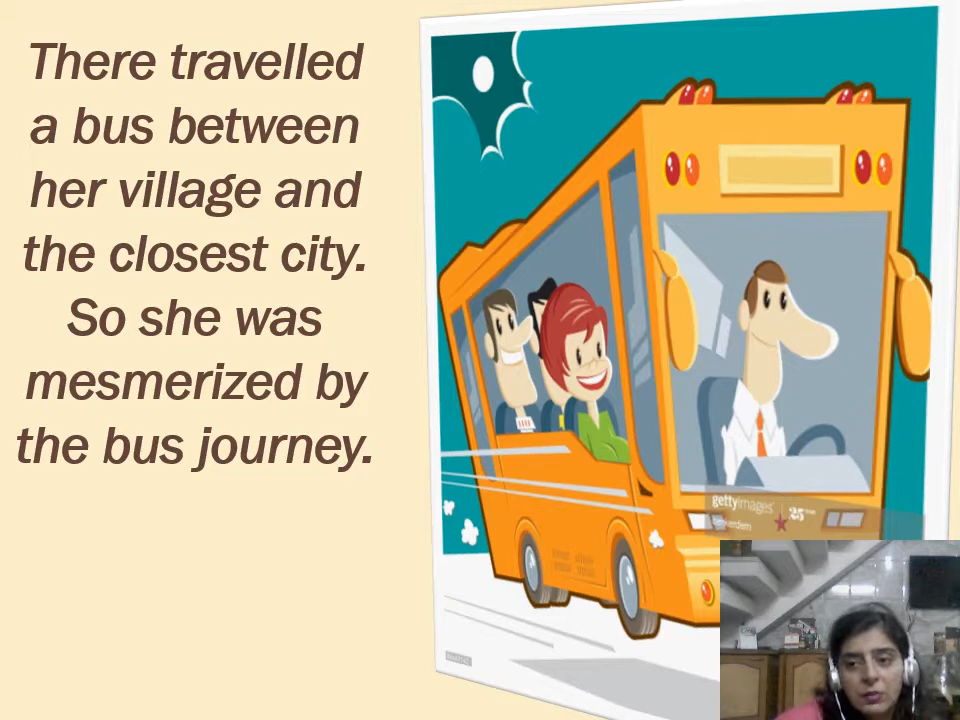 There travelled
a bus between
her village and
the closest city.
So she was
mesmerized by
the bus journey.
gettyimages
25